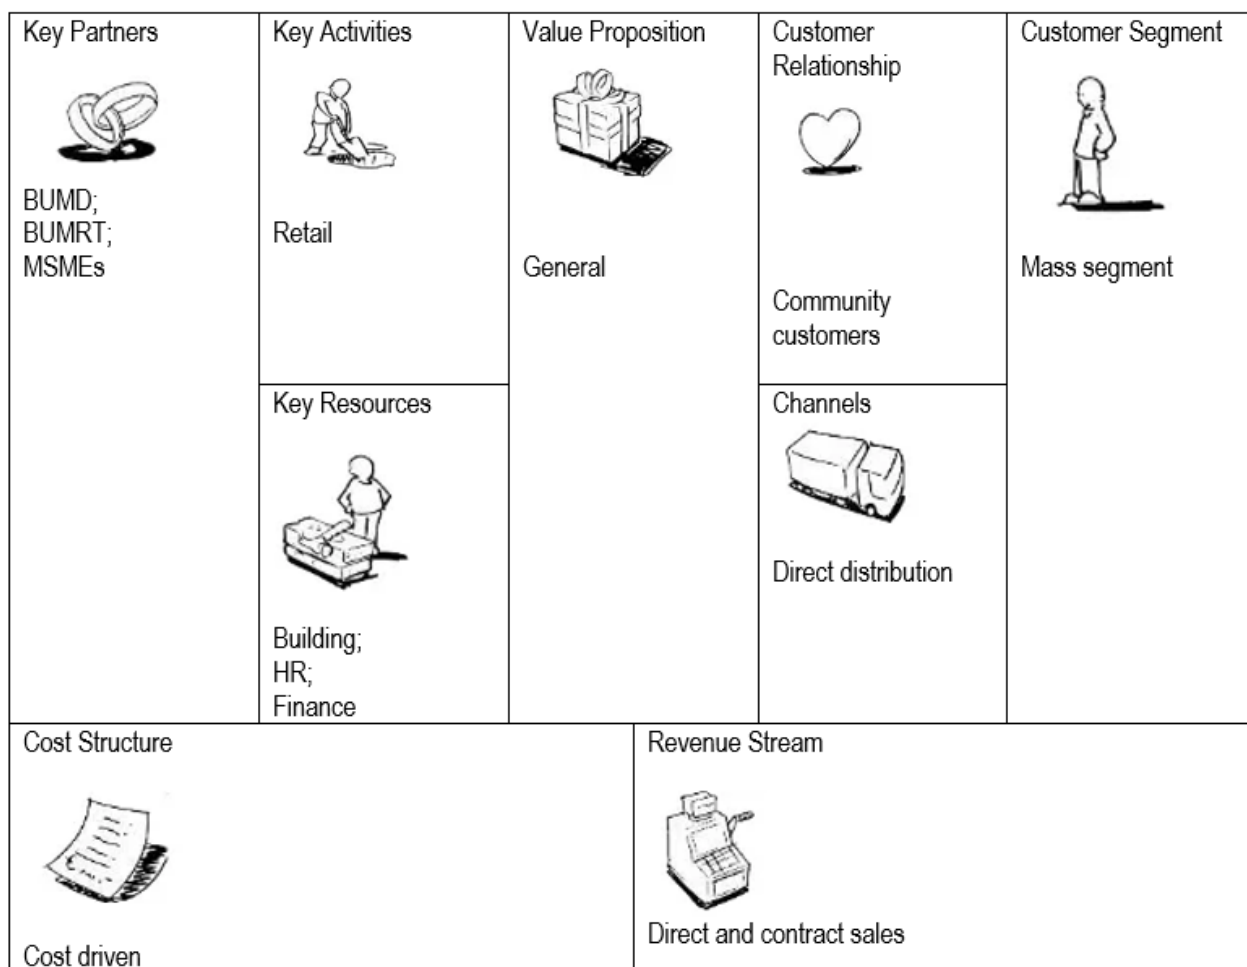 Key Partners
BUMD;
BUMRT;
MSMEs
Key Activities
Retail
Key Resources
Building;
HR;
Finance
Value Proposition
General
Customer
Relationship
Community
customers
Channels
Direct distribution
Customer Segment
Mass segment
Cost Structure
Cost driven
Revenue Stream
Direct and contract sales